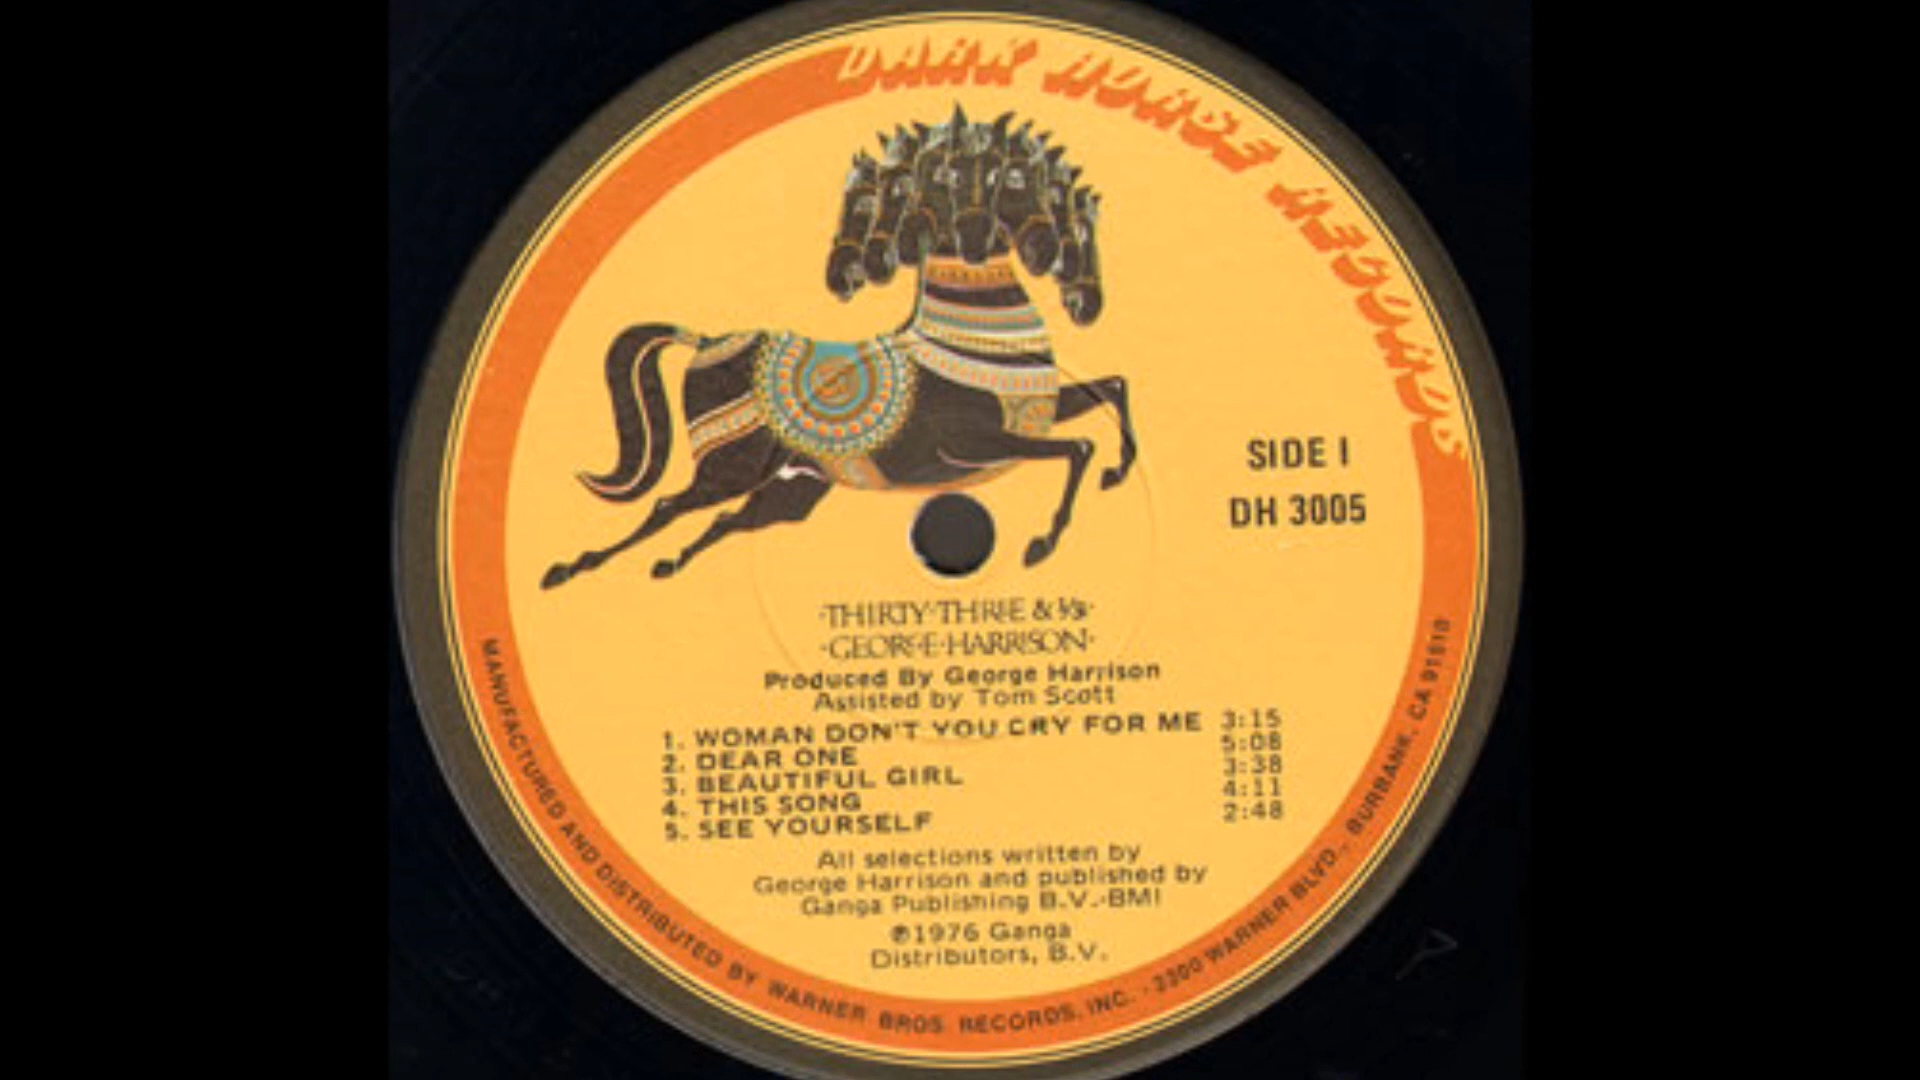 DARK HORSE RECORDS
SIDE 1
DH 3005
·THIRTY·THREE & ⅓·
·GEORGE·HARRISON·
Produced By George Harrison
Assisted by Tom Scott
1. WOMAN DON'T YOU CRY FOR ME 3:15
2. DEAR ONE 5:08
3. BEAUTIFUL GIRL 3:38
4. THIS SONG 4:11
5. SEE YOURSELF 2:48
All selections written by
George Harrison and published by
Ganga Publishing B.V.-BMI
℗1976 Ganga
Distributors, B.V.
MANUFACTURED AND DISTRIBUTED BY WARNER BROS. RECORDS, INC. · 3300 WARNER BLVD., BURBANK, CA 91510